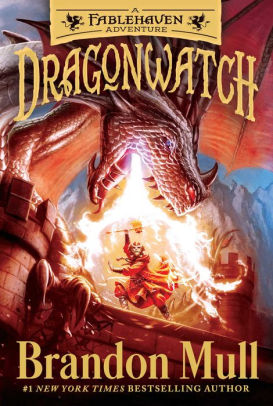 A
FABLEHAVEN
ADVENTURE
DRAGONWATCH
Brandon Mull
#1 NEW YORK TIMES BESTSELLING AUTHOR